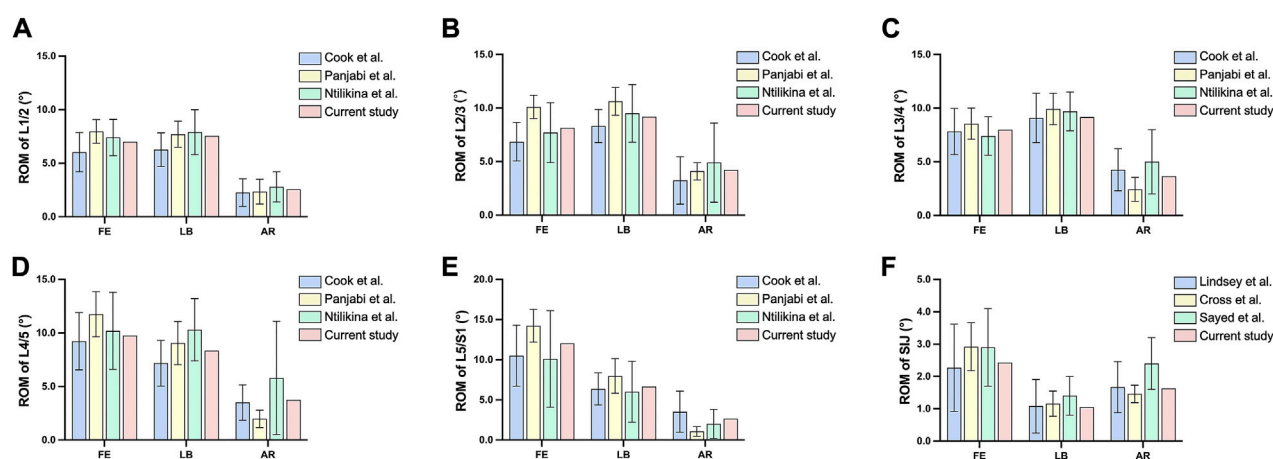 A
ROM of L1/2 (°)
15.0
10.0
5.0
0.0
FE LB AR
Cook et al.
Panjabi et al.
Ntilikina et al.
Current study
B
ROM of L2/3 (°)
15.0
10.0
5.0
0.0
FE LB AR
Cook et al.
Panjabi et al.
Ntilikina et al.
Current study
C
ROM of L3/4 (°)
15.0
10.0
5.0
0.0
FE LB AR
Cook et al.
Panjabi et al.
Ntilikina et al.
Current study
D
ROM of L4/5 (°)
15.0
10.0
5.0
0.0
FE LB AR
Cook et al.
Panjabi et al.
Ntilikina et al.
Current study
E
ROM of L5/S1 (°)
20.0
15.0
10.0
5.0
0.0
FE LB AR
Cook et al.
Panjabi et al.
Ntilikina et al.
Current study
F
ROM of SIJ (°)
5.0
4.0
3.0
2.0
1.0
0.0
FE LB AR
Lindsey et al.
Cross et al.
Sayed et al.
Current study